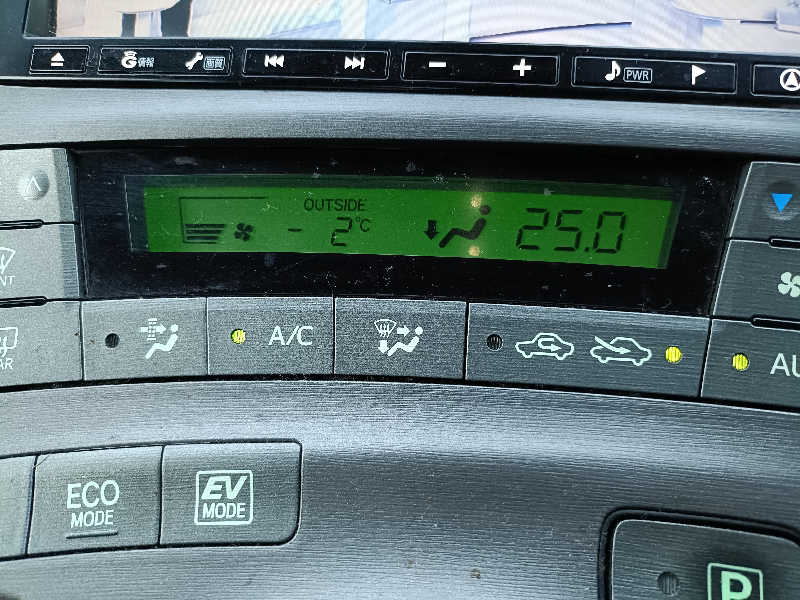 G情報 画質 − + PWR
OUTSIDE
- 2℃ 25.0
A/C
AU
ECO
MODE
EV
MODE
P